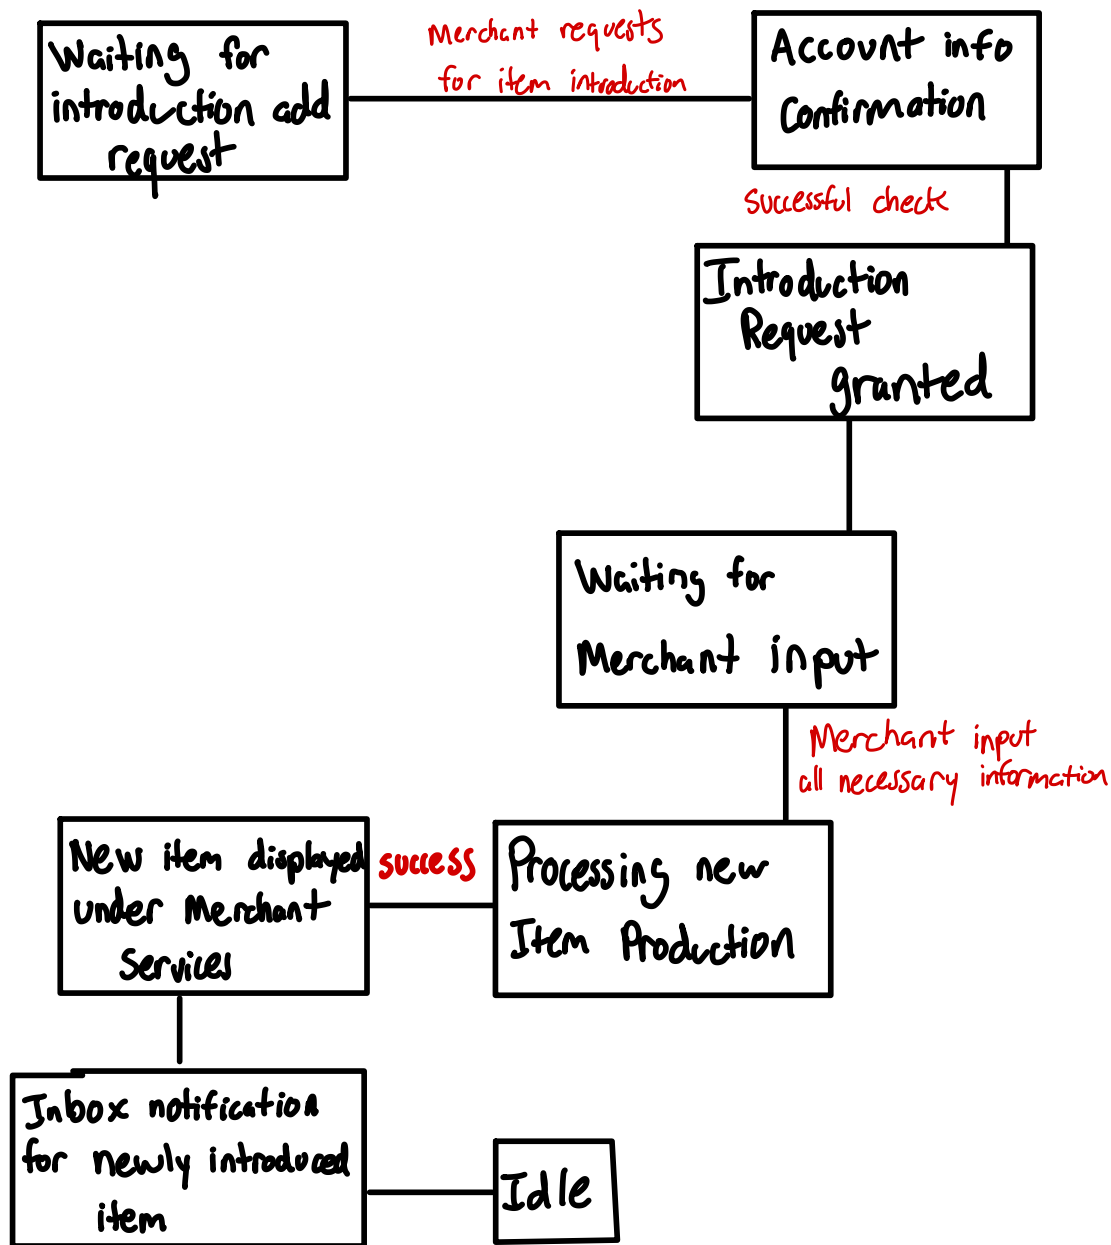 Waiting for
introduction add
request
Merchant requests
for item introduction
Account info
Confirmation
Successful check
Introduction
Request
granted
Waiting for
Merchant input
Merchant input
all necessary information
Processing new
Item Production
success
New item displayed
under Merchant
Services
Inbox notification
for newly introduced
item
Idle